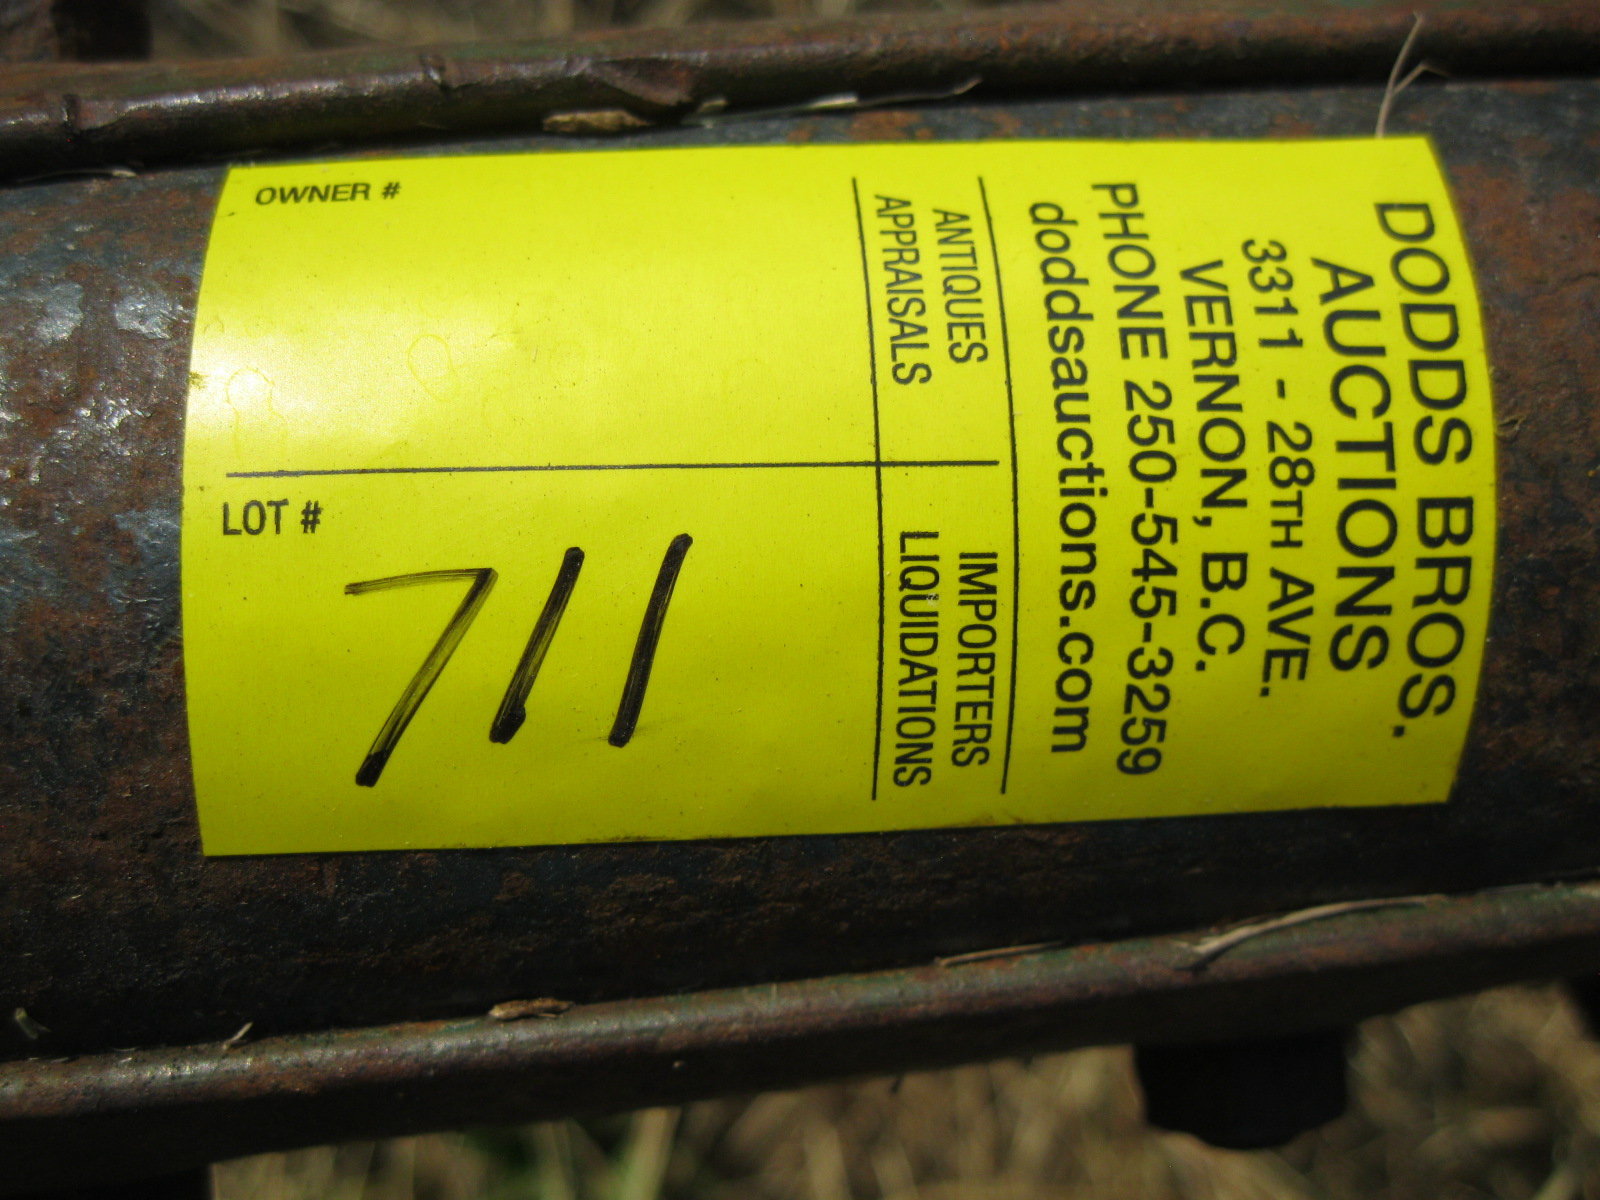 DODDS BROS.
AUCTIONS
3311 - 28TH AVE.
VERNON, B.C.
PHONE 250-545-3259
doddsauctions.com
ANTIQUES
APPRAISALS
IMPORTERS
LIQUIDATIONS
OWNER #
LOT #
711